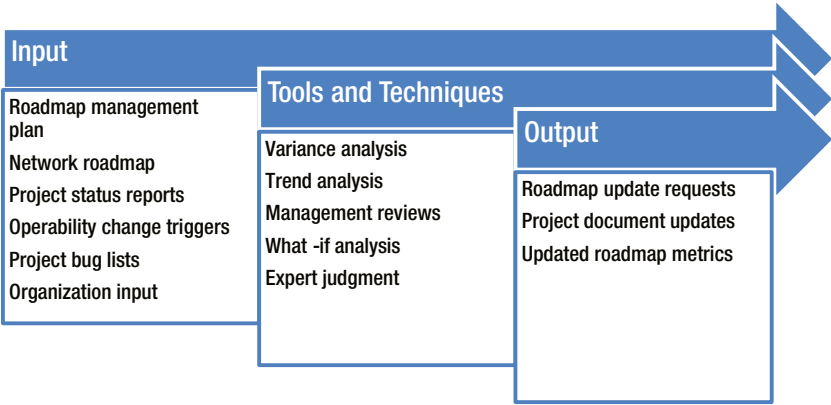 Input
Roadmap management
plan
Network roadmap
Project status reports
Operability change triggers
Project bug lists
Organization input
Tools and Techniques
Variance analysis
Trend analysis
Management reviews
What -if analysis
Expert judgment
Output
Roadmap update requests
Project document updates
Updated roadmap metrics